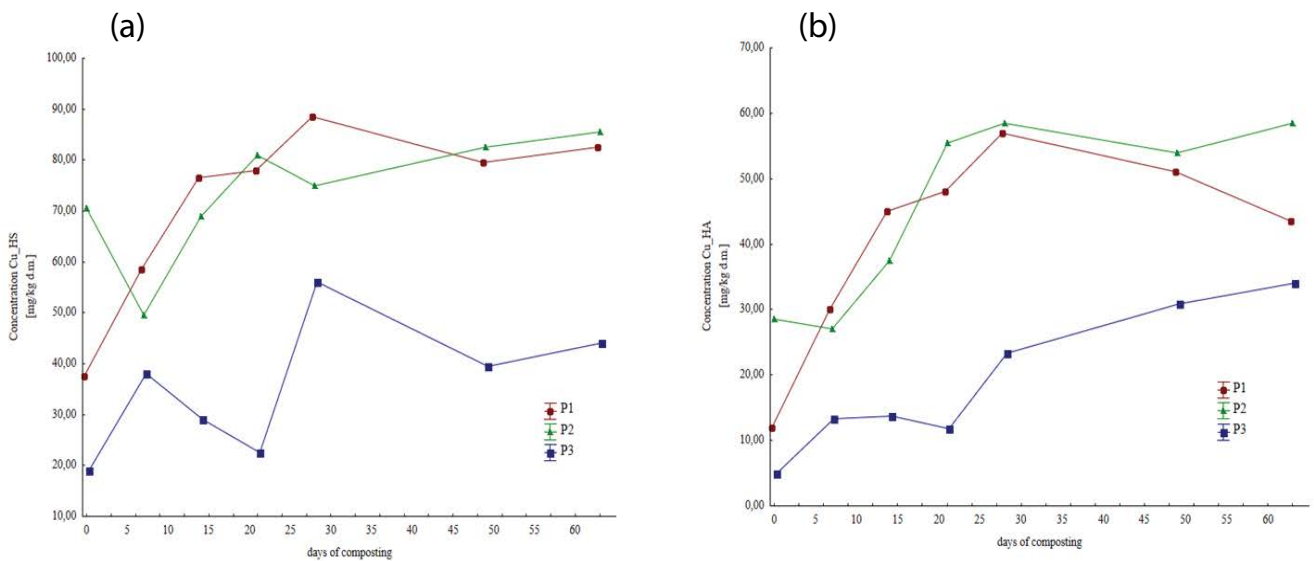 (a)
100,00
90,00
80,00
70,00
60,00
50,00
40,00
30,00
20,00
10,00
Concentration Cu_HS
[mg/kg d.m.]
0 5 10 15 20 25 30 35 40 45 50 55 60
days of composting
P1
P2
P3
(b)
70,00
60,00
50,00
40,00
30,00
20,00
10,00
0,00
Concentration Cu_HA
[mg/kg d.m.]
0 5 10 15 20 25 30 35 40 45 50 55 60
days of composting
P1
P2
P3